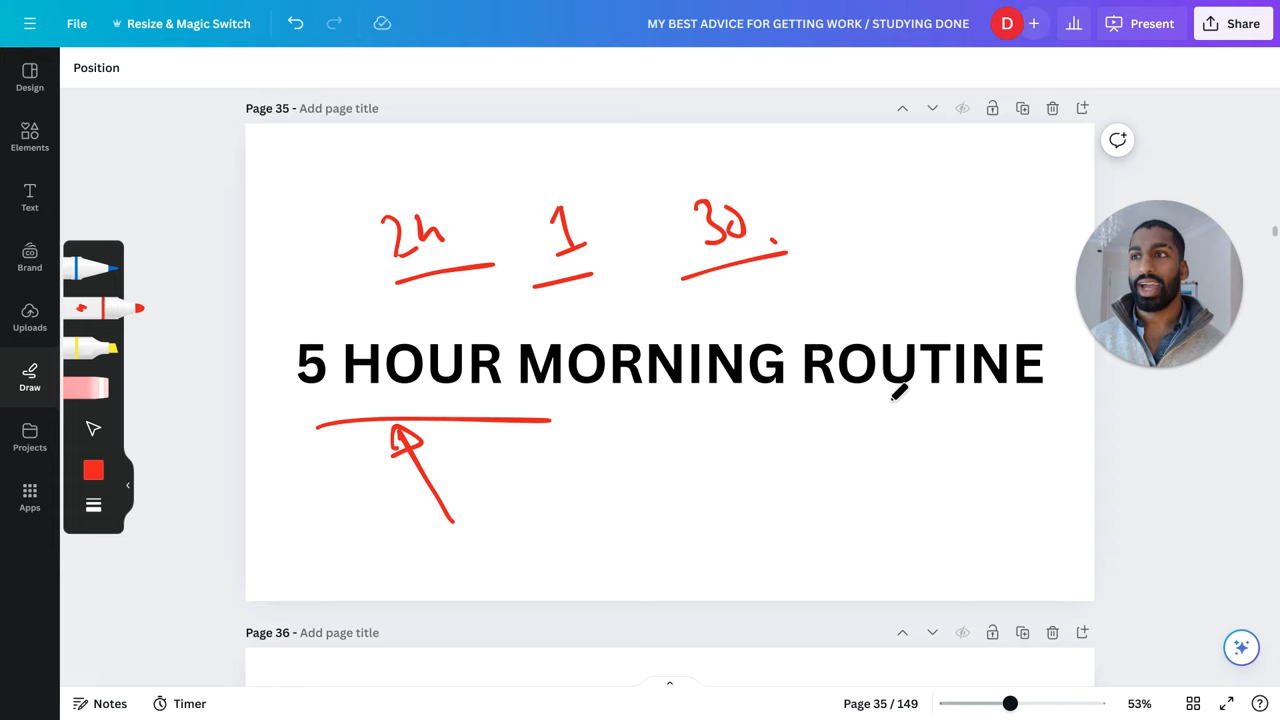 File
Resize & Magic Switch
MY BEST ADVICE FOR GETTING WORK / STUDYING DONE
D
Present
Share
Position
Design
Elements
Text
Brand
Uploads
Draw
Projects
Apps
Page 35 - Add page title
2h 1 30.
5 HOUR MORNING ROUTINE
Page 36 - Add page title
Notes
Timer
Page 35 / 149
53%